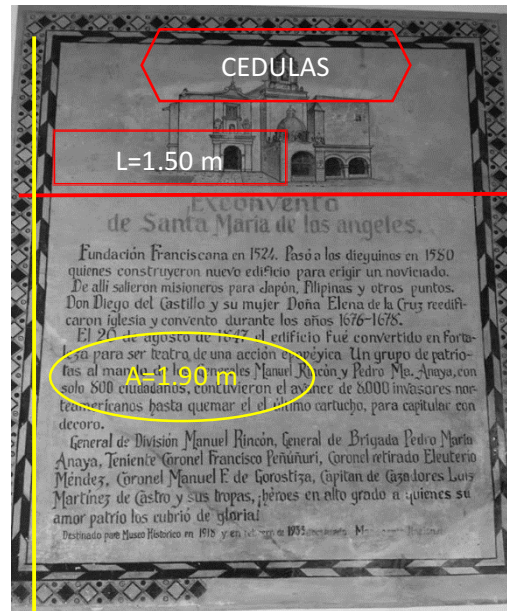 CEDULAS
L=1.50 m
Exconvento
de Santa María de los angeles.
Fundación Franciscana en 1524. Pasó a los dieguinos en 1580
quienes construyeron nuevo edificio para erigir un noviciado.
De alli salieron misioneros para Japón, Filipinas y otros puntos.
Don Diego del Castillo y su mujer Doña Elena de la Cruz reedifi-
caron iglesia y convento durante los años 1676-1678.
El 20 de agosto de 1847 el edificio Fué convertido en forta-
leza para ser teatro de una acción epopéyica Un grupo de patrio-
tas al mando de los Generales Manuel Rincón y Pedro Ma. Anaya, con
A=1.90 m
solo 800 ciudadanos, contuvieron el avance de 8000 invasores nor-
teamericanos hasta quemar el el último cartucho, para capitular con
decoro.
General de División Manuel Rincón, General de Brigada Pedro María
Anaya, Teniente Coronel Francisco Peñúñuri, Coronel retirado Eleuterio
Méndez, Coronel Manuel E. de Gorostiza, Capitan de Cazadores Luis
Martínez de Castro y sus tropas, ¡héroes en alto grado a quienes su
amor patrio los cubrió de gloria!
Destinado para Museo Histórico en 1918 y en de 1933